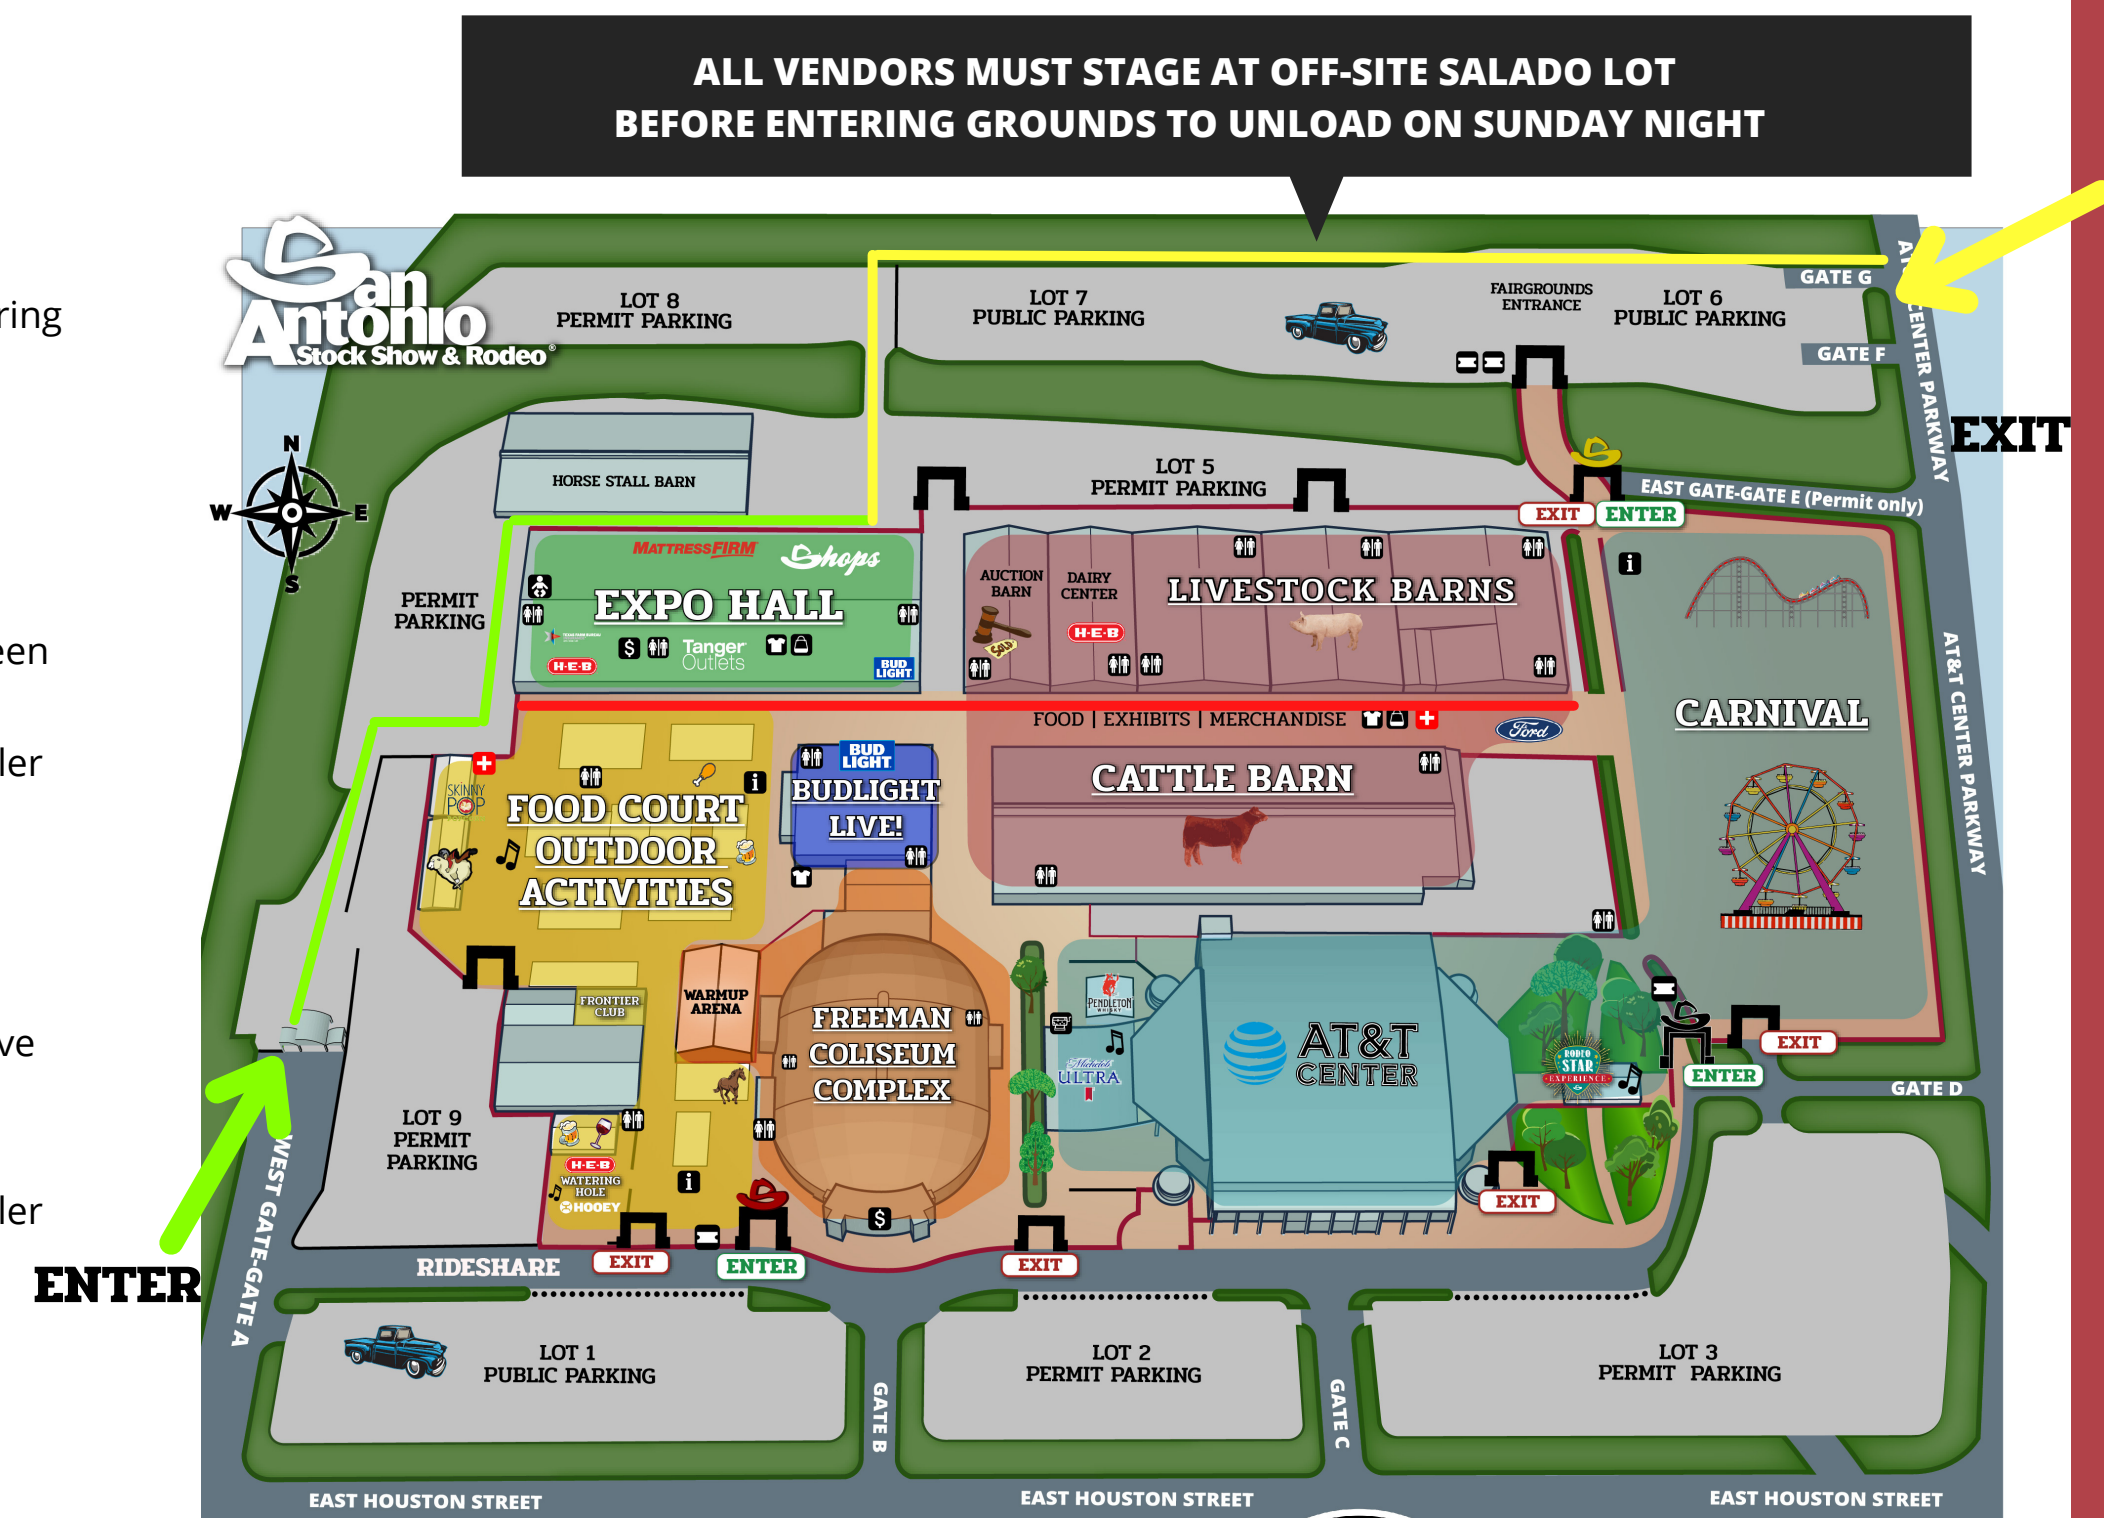 ALL VENDORS MUST STAGE AT OFF-SITE SALADO LOT
BEFORE ENTERING GROUNDS TO UNLOAD ON SUNDAY NIGHT
San
Antonio
Stock Show & Rodeo®
ring
een
ler
ve
ler
ENTER
EXIT
N
W
E
S
LOT 8
PERMIT PARKING
LOT 7
PUBLIC PARKING
FAIRGROUNDS
ENTRANCE
LOT 6
PUBLIC PARKING
GATE G
GATE F
AT&T CENTER PARKWAY
HORSE STALL BARN
LOT 5
PERMIT PARKING
EAST GATE-GATE E (Permit only)
EXIT
ENTER
PERMIT
PARKING
MATTRESSFIRM
Shops
EXPO HALL
H-E-B
$
Tanger
Outlets
BUD
LIGHT
AUCTION
BARN
SOLD
DAIRY
CENTER
H-E-B
LIVESTOCK BARNS
i
CARNIVAL
AT&T CENTER PARKWAY
FOOD | EXHIBITS | MERCHANDISE
Ford
CATTLE BARN
SKINNY
POP
FOOD COURT
OUTDOOR
ACTIVITIES
i
BUD
LIGHT
BUDLIGHT
LIVE!
FRONTIER
CLUB
WARMUP
ARENA
FREEMAN
COLISEUM
COMPLEX
PENDLETON
WHISKY
Michelob
ULTRA
AT&T
CENTER
RODEO
STAR
EXPERIENCE
EXIT
ENTER
GATE D
LOT 9
PERMIT
PARKING
H-E-B
WATERING
HOLE
HOOEY
i
$
EXIT
WEST GATE-GATE A
RIDESHARE
EXIT
ENTER
EXIT
LOT 1
PUBLIC PARKING
GATE B
LOT 2
PERMIT PARKING
GATE C
LOT 3
PERMIT PARKING
EAST HOUSTON STREET
EAST HOUSTON STREET
EAST HOUSTON STREET